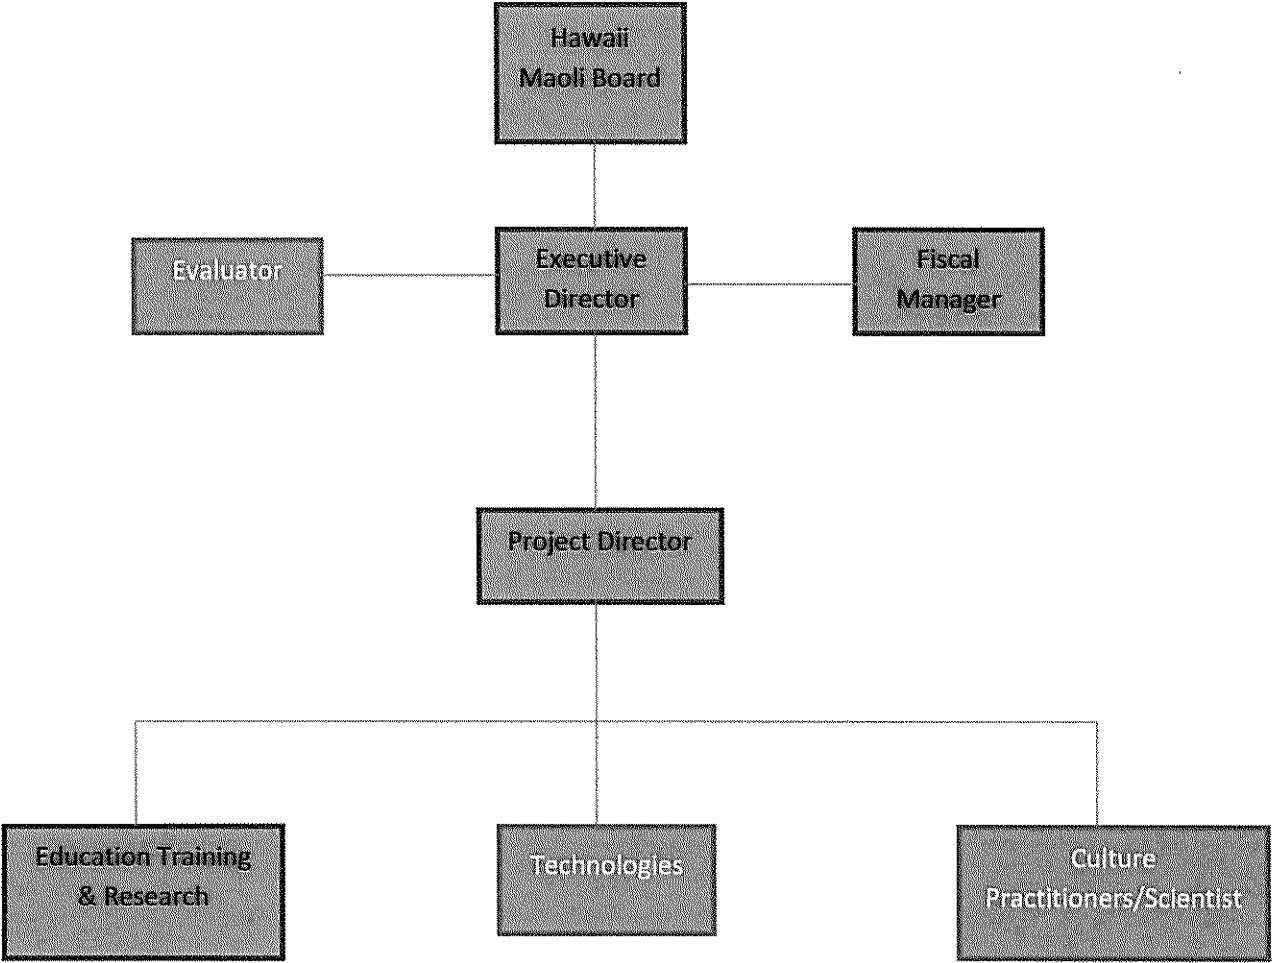 Hawaii
Maoli Board
Evaluator
Executive
Director
Fiscal
Manager
Project Director
Education Training
& Research
Technologies
Culture
Practitioners/Scientist